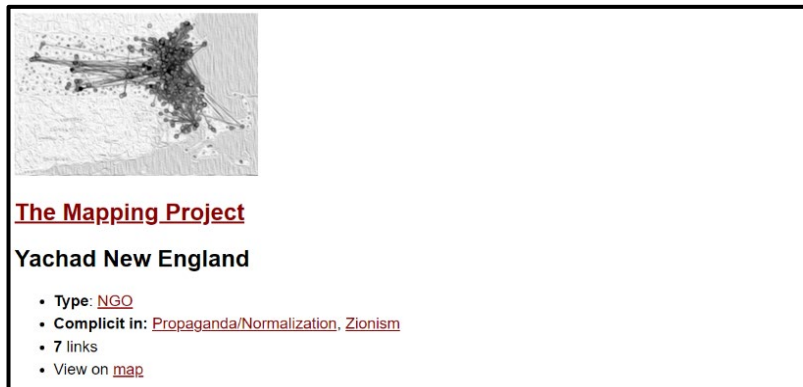 The Mapping Project
Yachad New England
• Type: NGO
• Complicit in: Propaganda/Normalization, Zionism
• 7 links
• View on map